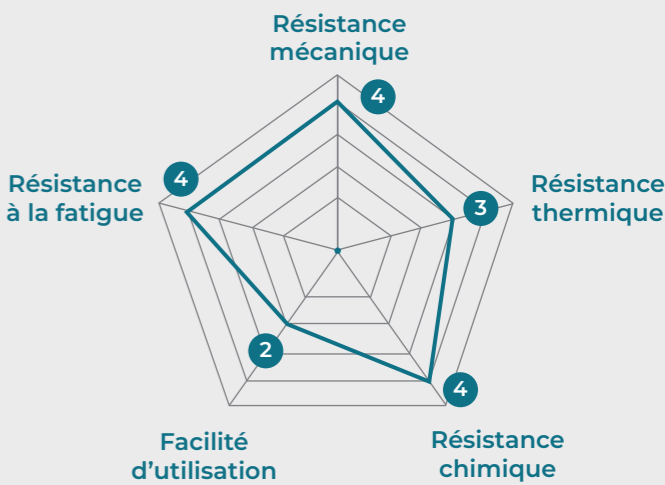 Résistance
mécanique
4
4
Résistance
à la fatigue
3
Résistance
thermique
2
4
Facilité
d’utilisation
Résistance
chimique